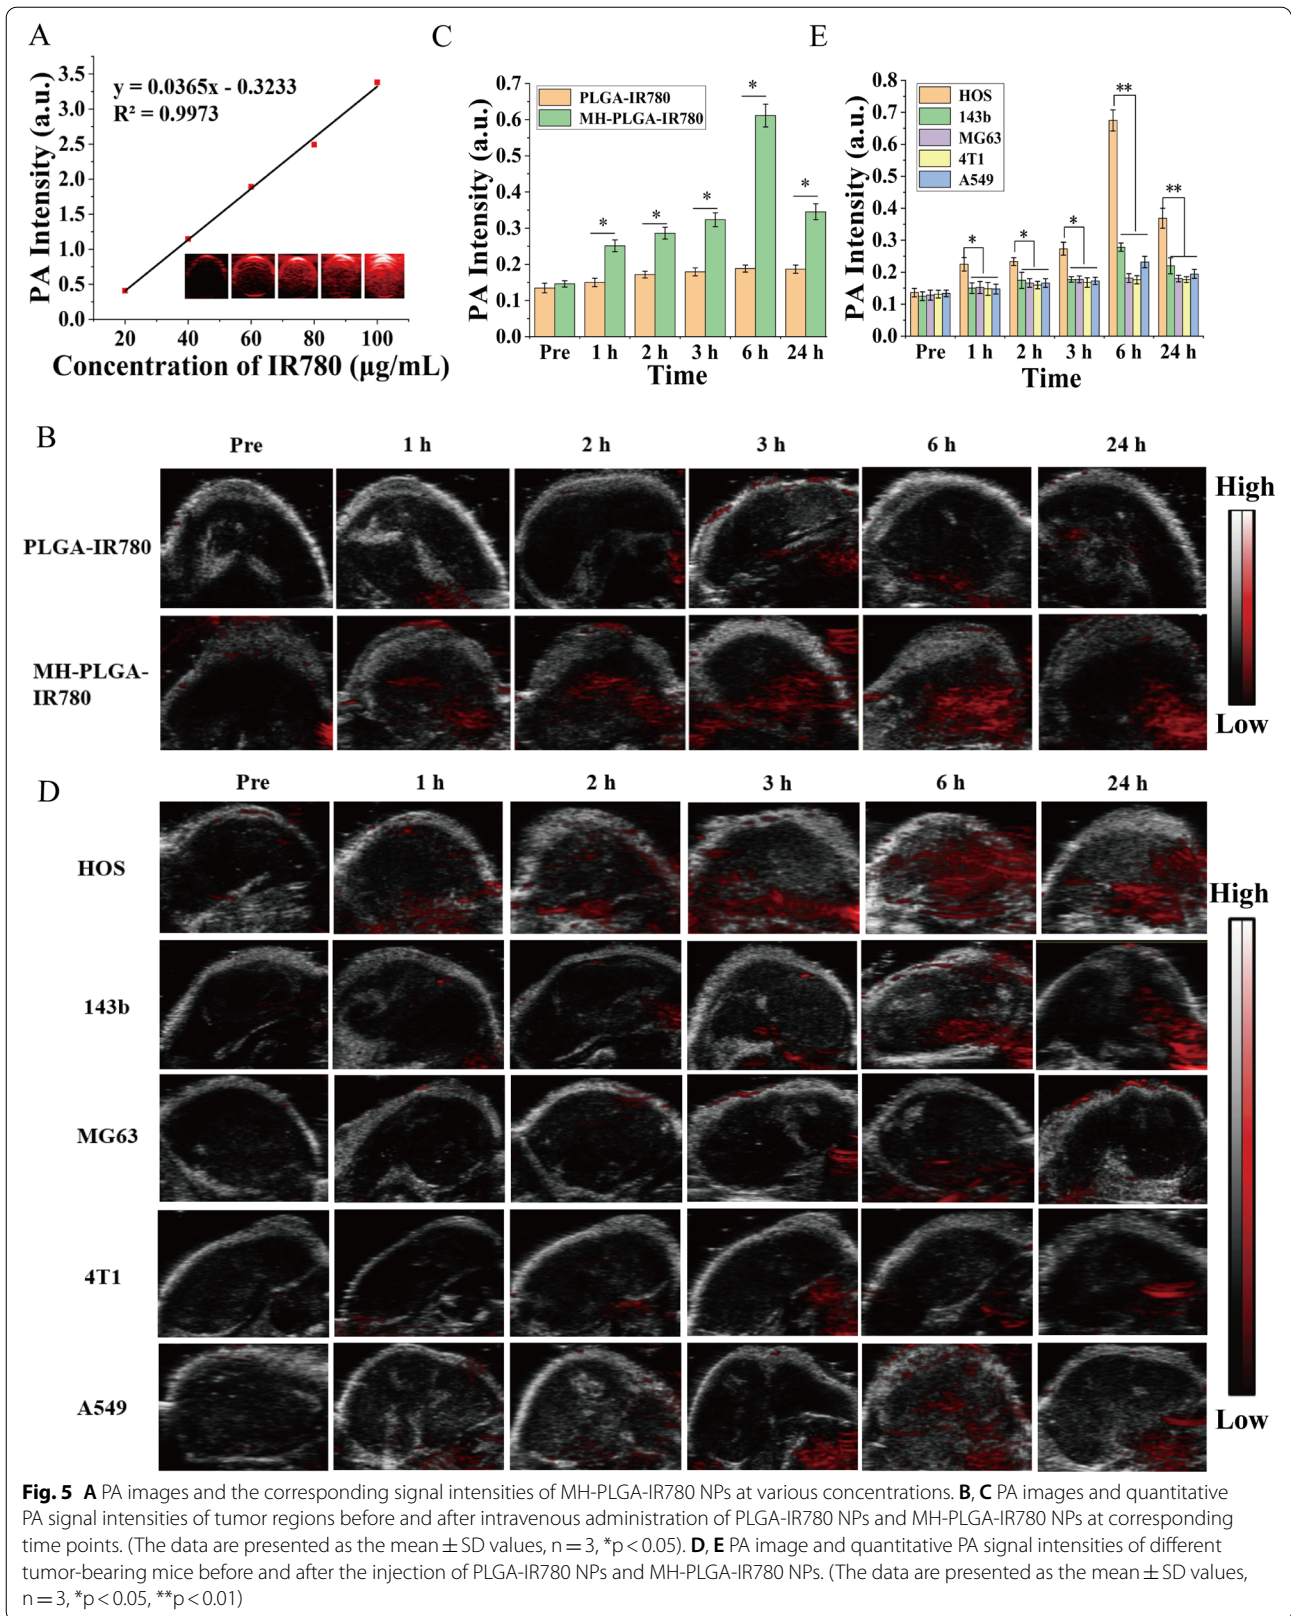 A
PA Intensity (a.u.)
3.5
3.0
2.5
2.0
1.5
1.0
0.5
0.0
y = 0.0365x - 0.3233
R² = 0.9973
20 40 60 80 100
Concentration of IR780 (μg/mL)
C
PA Intensity (a.u.)
0.7
0.6
0.5
0.4
0.3
0.2
0.1
0.0
PLGA-IR780
MH-PLGA-IR780
* * * * *
Pre 1 h 2 h 3 h 6 h 24 h
Time
E
PA Intensity (a.u.)
0.8
0.7
0.6
0.5
0.4
0.3
0.2
0.1
0.0
HOS
143b
MG63
4T1
A549
* * * ** **
Pre 1 h 2 h 3 h 6 h 24 h
Time
B
Pre 1 h 2 h 3 h 6 h 24 h
PLGA-IR780
MH-PLGA-
IR780
High
Low
D
Pre 1 h 2 h 3 h 6 h 24 h
HOS
143b
MG63
4T1
A549
High
Low
Fig. 5 A PA images and the corresponding signal intensities of MH-PLGA-IR780 NPs at various concentrations. B, C PA images and quantitative
PA signal intensities of tumor regions before and after intravenous administration of PLGA-IR780 NPs and MH-PLGA-IR780 NPs at corresponding
time points. (The data are presented as the mean ± SD values, n = 3, *p < 0.05). D, E PA image and quantitative PA signal intensities of different
tumor-bearing mice before and after the injection of PLGA-IR780 NPs and MH-PLGA-IR780 NPs. (The data are presented as the mean ± SD values,
n = 3, *p < 0.05, **p < 0.01)